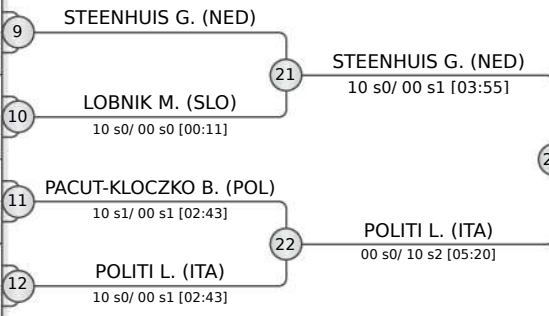 STEENHUIS G. (NED)
9
21
STEENHUIS G. (NED)
10 s0/ 00 s1 [03:55]
LOBNIK M. (SLO)
10
10 s0/ 00 s0 [00:11]
PACUT-KLOCZKO B. (POL)
11
10 s1/ 00 s1 [02:43]
22
POLITI L. (ITA)
00 s0/ 10 s2 [05:20]
POLITI L. (ITA)
12
10 s0/ 00 s1 [02:43]